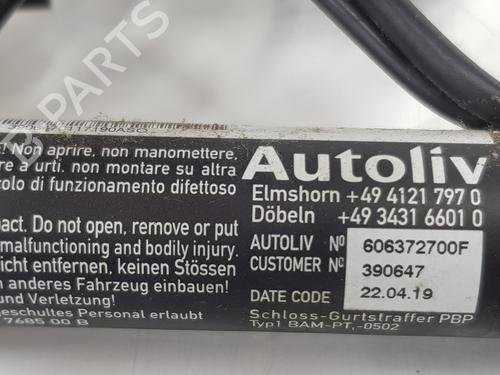 ! Non aprire, non manomettere,
e a urti. non montare su altra
colo di funzionamento difettoso
pact. Do not open, remove or put
malfunctioning and bodily injury.
icht entfernen, keinen Stössen
anderes Fahrzeug einbauen!
und Verletzung!
geschultes Personal erlaubt
7685 00 B
Autoliv
Elmshorn +49 4121 797 0
Döbeln +49 3431 6601 0
AUTOLIV Nº 606372700F
CUSTOMER Nº 390647
DATE CODE 22.04.19
Schloss-Gurtstraffer PBP
Typ1 BAM-PT,-0502